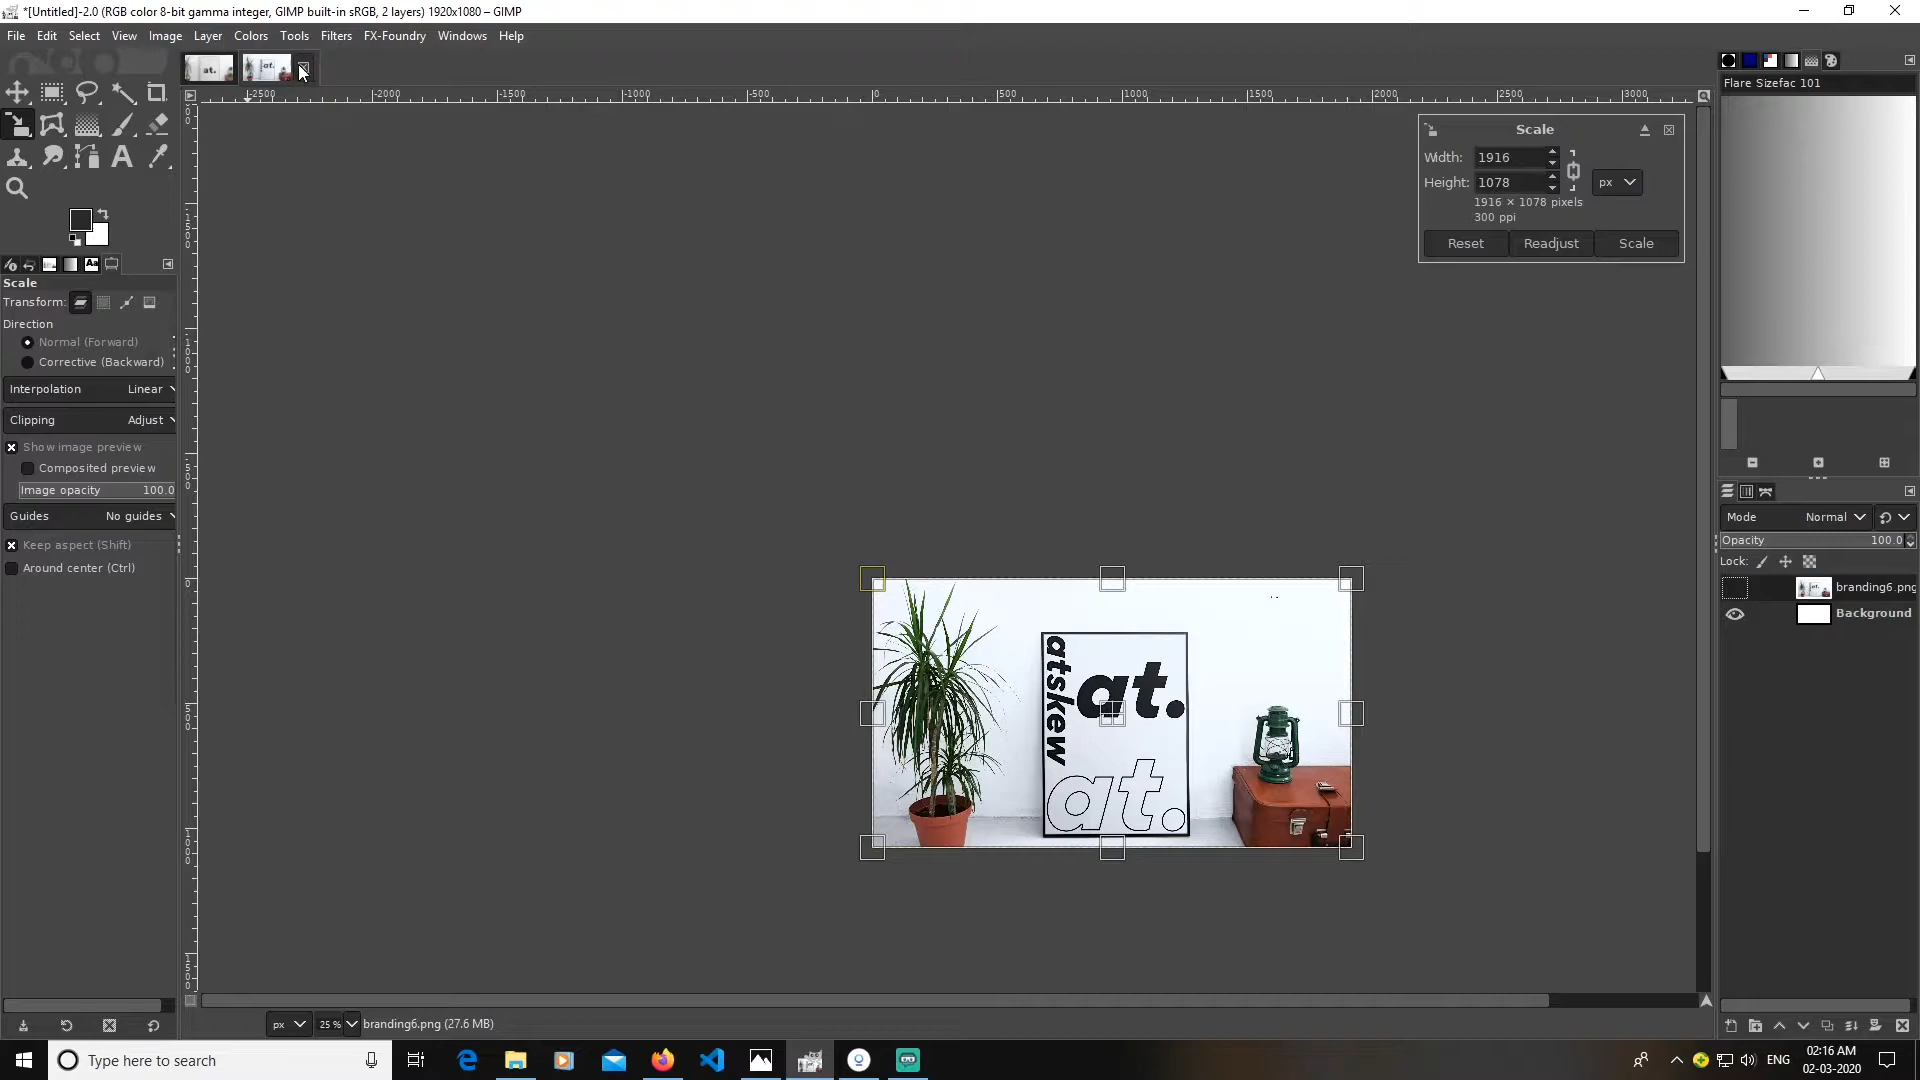 *[Untitled]-2.0 (RGB color 8-bit gamma integer, GIMP built-in sRGB, 2 layers) 1920x1080 – GIMP
File Edit Select View Image Layer Colors Tools Filters FX-Foundry Windows Help
at.
at.
-2500 -2000 -1500 -1000 -500 0 500 1000 1500 2000 2500 3000
Flare Sizefac 101
Scale
Width: 1916
Height: 1078
px
1916 × 1078 pixels
300 ppi
Reset Readjust Scale
Aa
Scale
Transform:
Direction
Normal (Forward)
Corrective (Backward)
Interpolation Linear
Clipping Adjust
Show image preview
Composited preview
Image opacity 100.0
Guides No guides
Keep aspect (Shift)
Around center (Ctrl)
atskew
at.
at.
Mode Normal
Opacity 100.0
Lock:
branding6.png
Background
px 25 % branding6.png (27.6 MB)
Type here to search
ENG
02:16 AM
02-03-2020